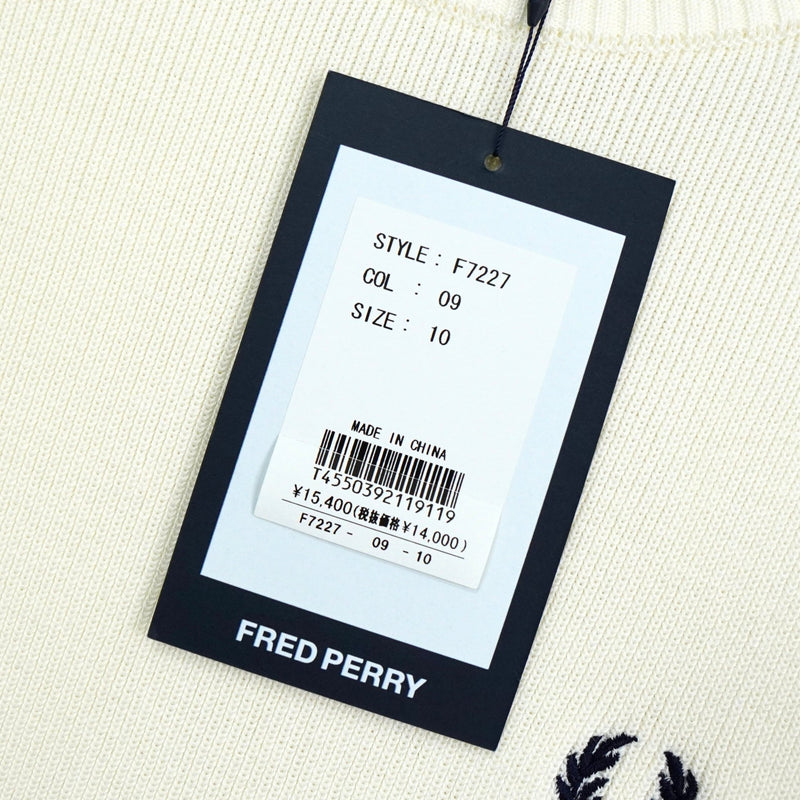 STYLE : F7227
COL : 09
SIZE : 10
MADE IN CHINA
T4550392119119
¥15,400(税抜価格¥14,000)
F7227 - 09 - 10
FRED PERRY